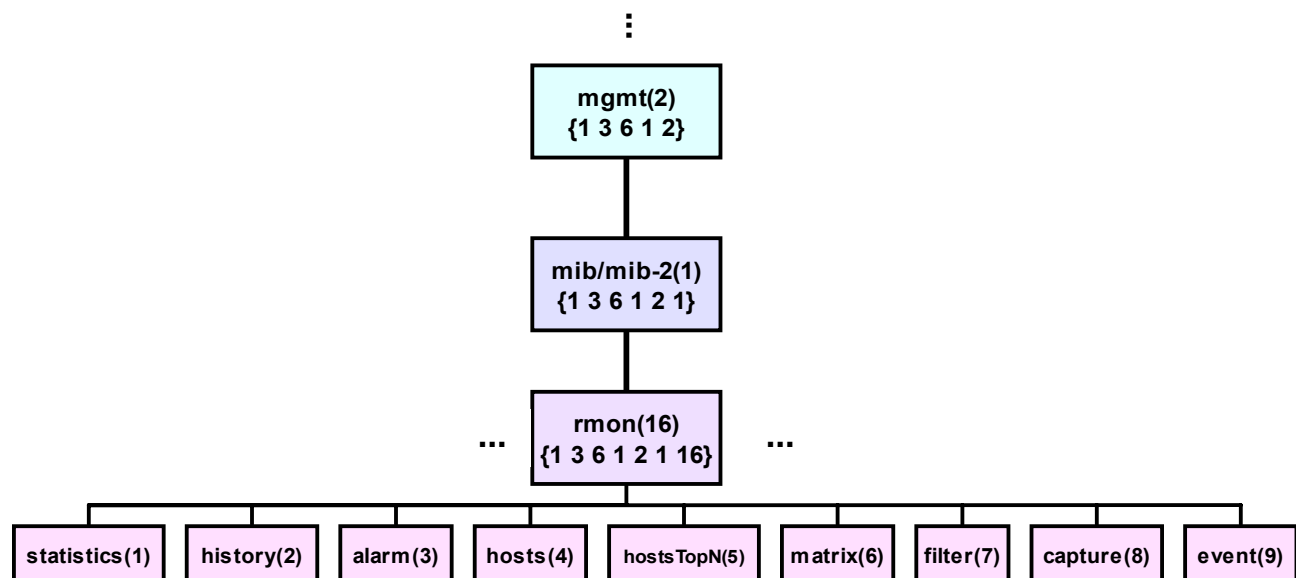 ⋮
mgmt(2)
{1 3 6 1 2}
mib/mib-2(1)
{1 3 6 1 2 1}
rmon(16)
{1 3 6 1 2 1 16}
... ...
statistics(1) history(2) alarm(3) hosts(4) hostsTopN(5) matrix(6) filter(7) capture(8) event(9)